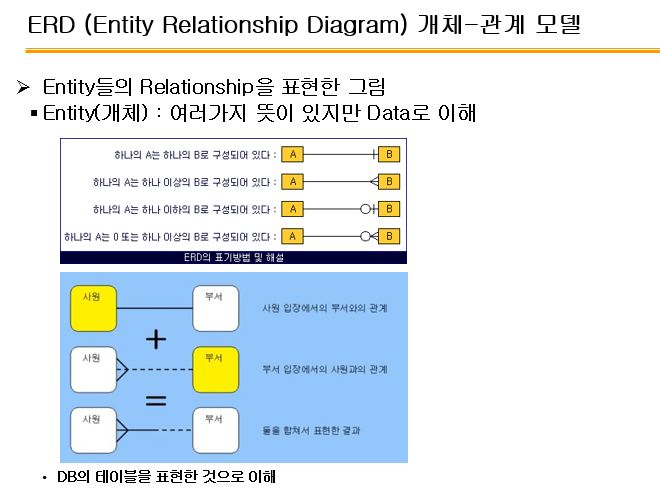 ERD (Entity Relationship Diagram) 개체-관계 모델
➢ Entity들의 Relationship을 표현한 그림
▪ Entity(개체) : 여러가지 뜻이 있지만 Data로 이해
하나의 A는 하나의 B로 구성되어 있다 : A B
하나의 A는 하나 이상의 B로 구성되어 있다 : A B
하나의 A는 하나 이하의 B로 구성되어 있다 : A B
하나의 A는 0 또는 하나 이상의 B로 구성되어 있다 : A B
ERD의 표기방법 및 해설
사원 부서 사원 입장에서의 부서와의 관계
+
사원 부서 부서 입장에서의 사원과의 관계
=
사원 부서 둘을 합쳐서 표현한 결과
• DB의 테이블을 표현한 것으로 이해